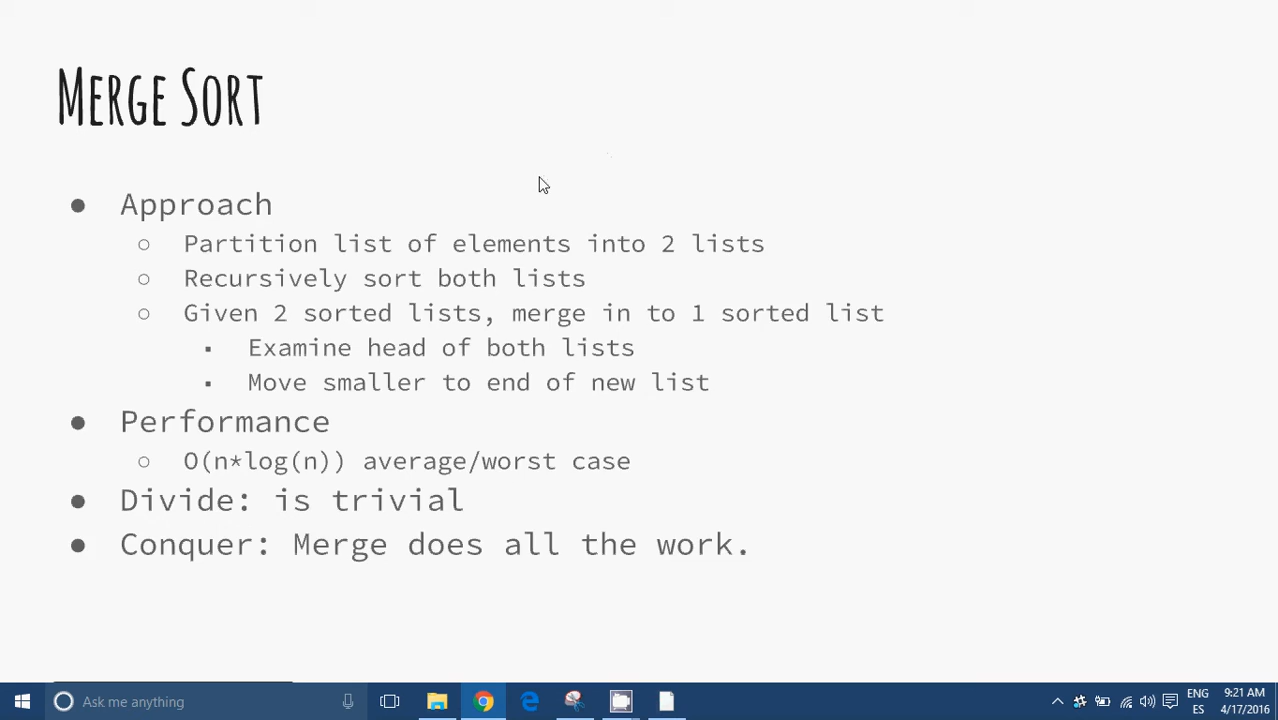 Merge Sort
● Approach
○ Partition list of elements into 2 lists
○ Recursively sort both lists
○ Given 2 sorted lists, merge in to 1 sorted list
▪ Examine head of both lists
▪ Move smaller to end of new list
● Performance
○ O(n*log(n)) average/worst case
● Divide: is trivial
● Conquer: Merge does all the work.
Ask me anything
ENG
ES
9:21 AM
4/17/2016